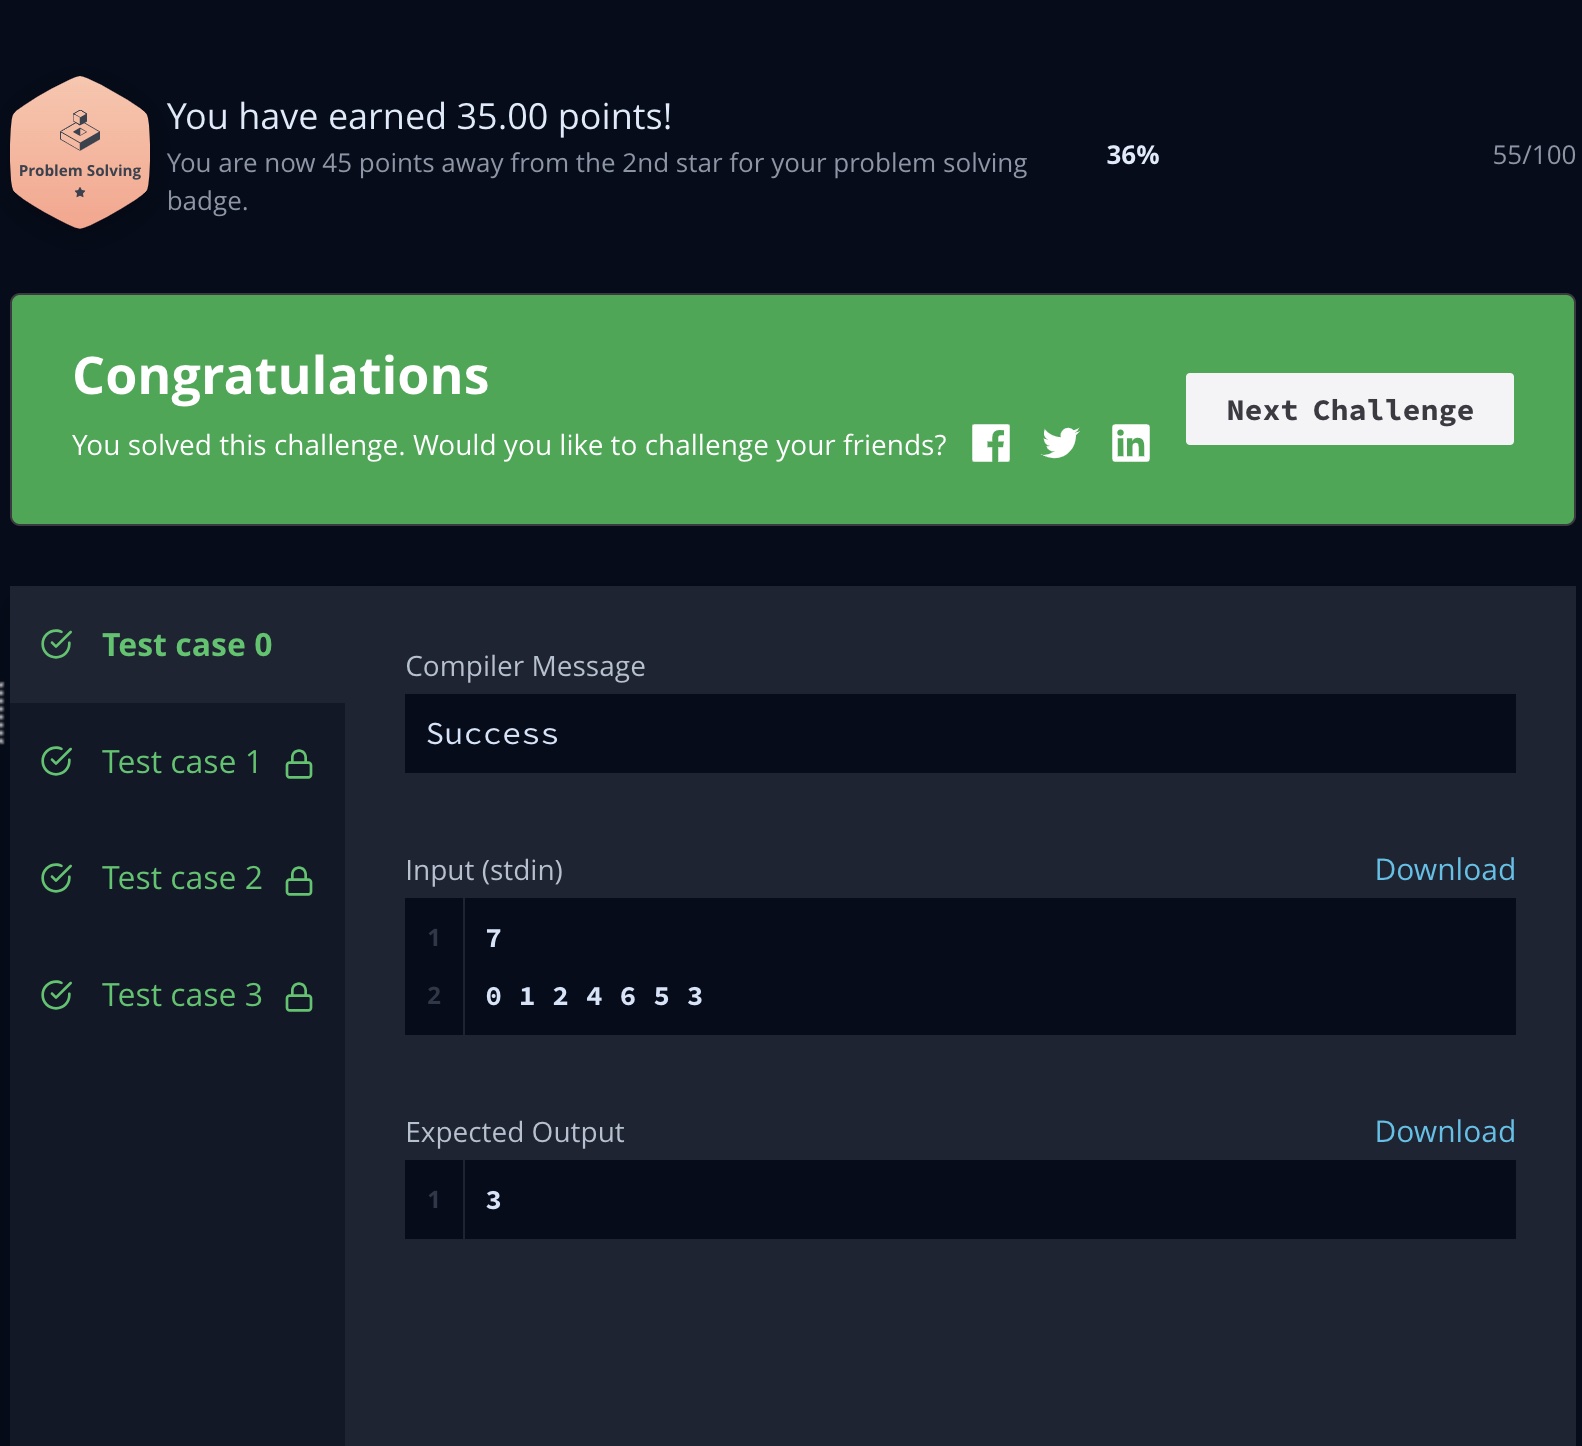 Problem Solving
You have earned 35.00 points!
You are now 45 points away from the 2nd star for your problem solving
badge.
36%
55/100
Congratulations
You solved this challenge. Would you like to challenge your friends?
Next Challenge
Test case 0
Test case 1
Test case 2
Test case 3
Compiler Message
Success
Input (stdin)
Download
1 7
2 0 1 2 4 6 5 3
Expected Output
Download
1 3